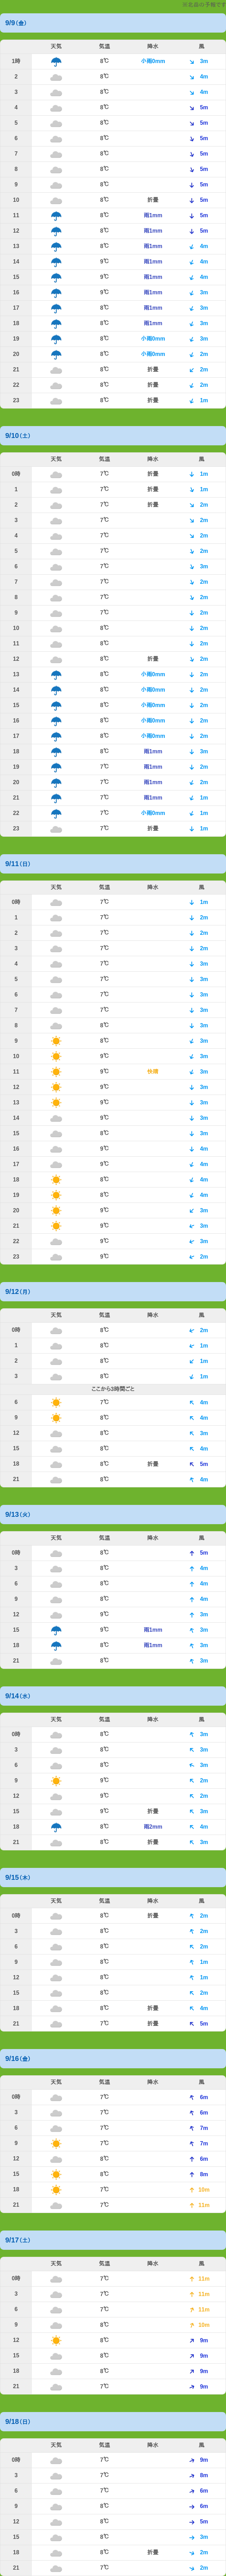 ※北緯の予報です
9/9(金)
天気 気温 降水 風
1時 8℃ 小雨0mm 3m
2 8℃ 4m
3 8℃ 4m
4 8℃ 5m
5 8℃ 5m
6 8℃ 5m
7 8℃ 5m
8 8℃ 5m
9 8℃ 5m
10 8℃ 折畳 5m
11 8℃ 雨1mm 5m
12 8℃ 雨1mm 5m
13 8℃ 雨1mm 4m
14 9℃ 雨1mm 4m
15 9℃ 雨1mm 4m
16 9℃ 雨1mm 3m
17 8℃ 雨1mm 3m
18 8℃ 雨1mm 3m
19 8℃ 小雨0mm 3m
20 8℃ 小雨0mm 2m
21 8℃ 折畳 2m
22 8℃ 折畳 2m
23 8℃ 折畳 1m
9/10(土)
天気 気温 降水 風
0時 7℃ 折畳 1m
1 7℃ 折畳 1m
2 7℃ 折畳 2m
3 7℃ 2m
4 7℃ 2m
5 7℃ 2m
6 7℃ 3m
7 7℃ 2m
8 7℃ 2m
9 7℃ 2m
10 8℃ 2m
11 8℃ 2m
12 8℃ 折畳 2m
13 8℃ 小雨0mm 2m
14 8℃ 小雨0mm 2m
15 8℃ 小雨0mm 2m
16 8℃ 小雨0mm 2m
17 8℃ 小雨0mm 2m
18 8℃ 雨1mm 3m
19 7℃ 雨1mm 2m
20 7℃ 雨1mm 2m
21 7℃ 雨1mm 1m
22 7℃ 小雨0mm 1m
23 7℃ 折畳 1m
9/11(日)
天気 気温 降水 風
0時 7℃ 1m
1 7℃ 2m
2 7℃ 2m
3 7℃ 2m
4 7℃ 3m
5 7℃ 3m
6 7℃ 3m
7 7℃ 3m
8 8℃ 3m
9 8℃ 3m
10 9℃ 3m
11 9℃ 快晴 3m
12 9℃ 3m
13 9℃ 3m
14 9℃ 3m
15 8℃ 3m
16 9℃ 4m
17 9℃ 4m
18 8℃ 4m
19 8℃ 4m
20 9℃ 3m
21 9℃ 3m
22 9℃ 3m
23 9℃ 2m
9/12(月)
天気 気温 降水 風
0時 8℃ 2m
1 8℃ 1m
2 8℃ 1m
3 8℃ 1m
ここから3時間ごと
6 7℃ 4m
9 8℃ 4m
12 8℃ 3m
15 8℃ 4m
18 8℃ 折畳 5m
21 8℃ 4m
9/13(火)
天気 気温 降水 風
0時 8℃ 5m
3 8℃ 4m
6 8℃ 4m
9 8℃ 4m
12 9℃ 3m
15 9℃ 雨1mm 3m
18 8℃ 雨1mm 3m
21 8℃ 3m
9/14(水)
天気 気温 降水 風
0時 8℃ 3m
3 8℃ 3m
6 8℃ 3m
9 9℃ 2m
12 9℃ 2m
15 9℃ 折畳 3m
18 8℃ 雨2mm 4m
21 8℃ 折畳 3m
9/15(木)
天気 気温 降水 風
0時 8℃ 折畳 2m
3 8℃ 2m
6 8℃ 2m
9 8℃ 1m
12 8℃ 1m
15 8℃ 2m
18 8℃ 折畳 4m
21 7℃ 折畳 5m
9/16(金)
天気 気温 降水 風
0時 7℃ 6m
3 7℃ 6m
6 7℃ 7m
9 7℃ 7m
12 8℃ 6m
15 8℃ 8m
18 7℃ 10m
21 7℃ 11m
9/17(土)
天気 気温 降水 風
0時 7℃ 11m
3 7℃ 11m
6 7℃ 11m
9 8℃ 10m
12 8℃ 9m
15 8℃ 9m
18 8℃ 9m
21 7℃ 9m
9/18(日)
天気 気温 降水 風
0時 7℃ 9m
3 7℃ 8m
6 7℃ 6m
9 8℃ 6m
12 8℃ 5m
15 8℃ 3m
18 8℃ 折畳 2m
21 7℃ 2m